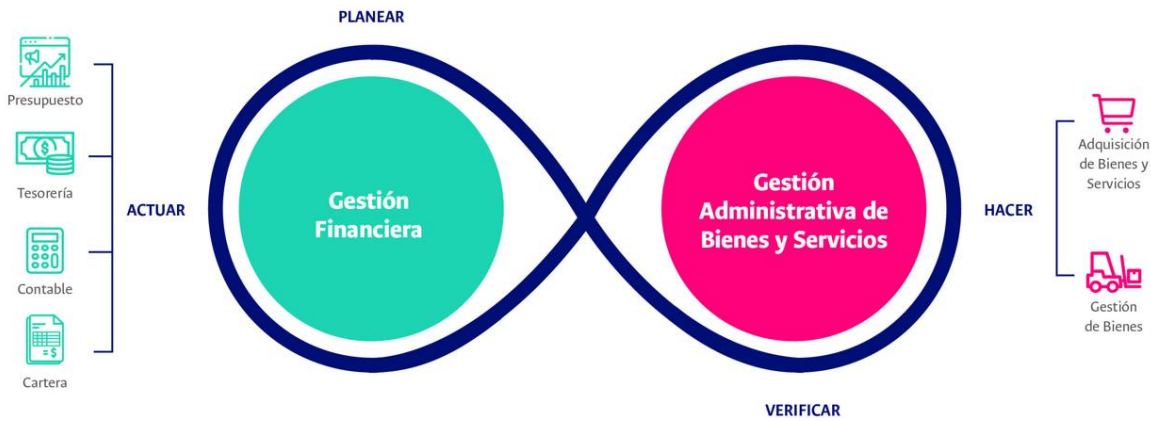 PLANEAR
Presupuesto
Tesorería
Contable
Cartera
ACTUAR
Gestión
Financiera
Gestión
Administrativa de
Bienes y Servicios
HACER
Adquisición
de Bienes y
Servicios
Gestión
de Bienes
VERIFICAR